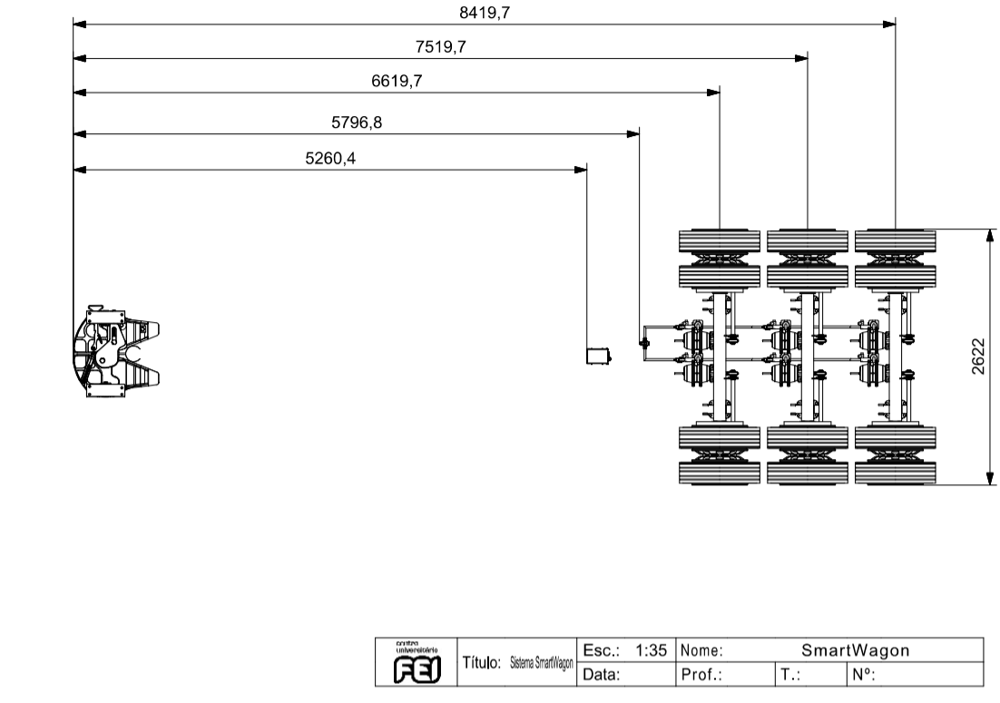 8419,7
7519,7
6619,7
5796,8
5260,4
2622
centro
universitário
FEI
Título: Sistema SmartWagon
Esc.: 1:35
Nome: SmartWagon
Data:
Prof.:
T.:
Nº: